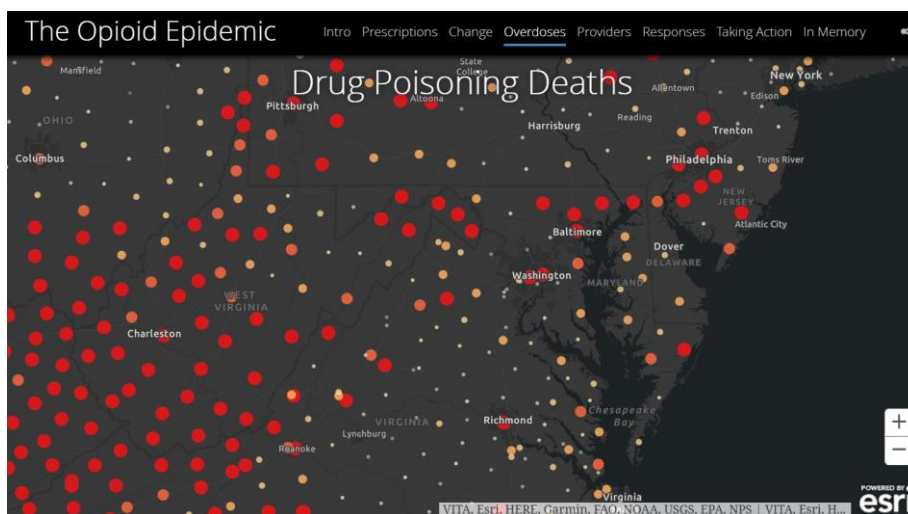 The Opioid Epidemic
Intro Prescriptions Change Overdoses Providers Responses Taking Action In Memory
Drug Poisoning Deaths
Mansfield
State
College
New York
Allentown
Edison
Altoona
Pittsburgh
Reading
OHIO
Harrisburg
Trenton
Columbus
Philadelphia
Toms River
NEW
JERSEY
Atlantic City
Baltimore
Dover
DELAWARE
Washington
MARYLAND
WEST
VIRGINIA
Charleston
Chesapeake
Bay
VIRGINIA
Richmond
Lynchburg
Roanoke
+
−
Virginia
POWERED BY
esri
VITA, Esri, HERE, Garmin, FAO, NOAA, USGS, EPA, NPS | VITA, Esri, H...